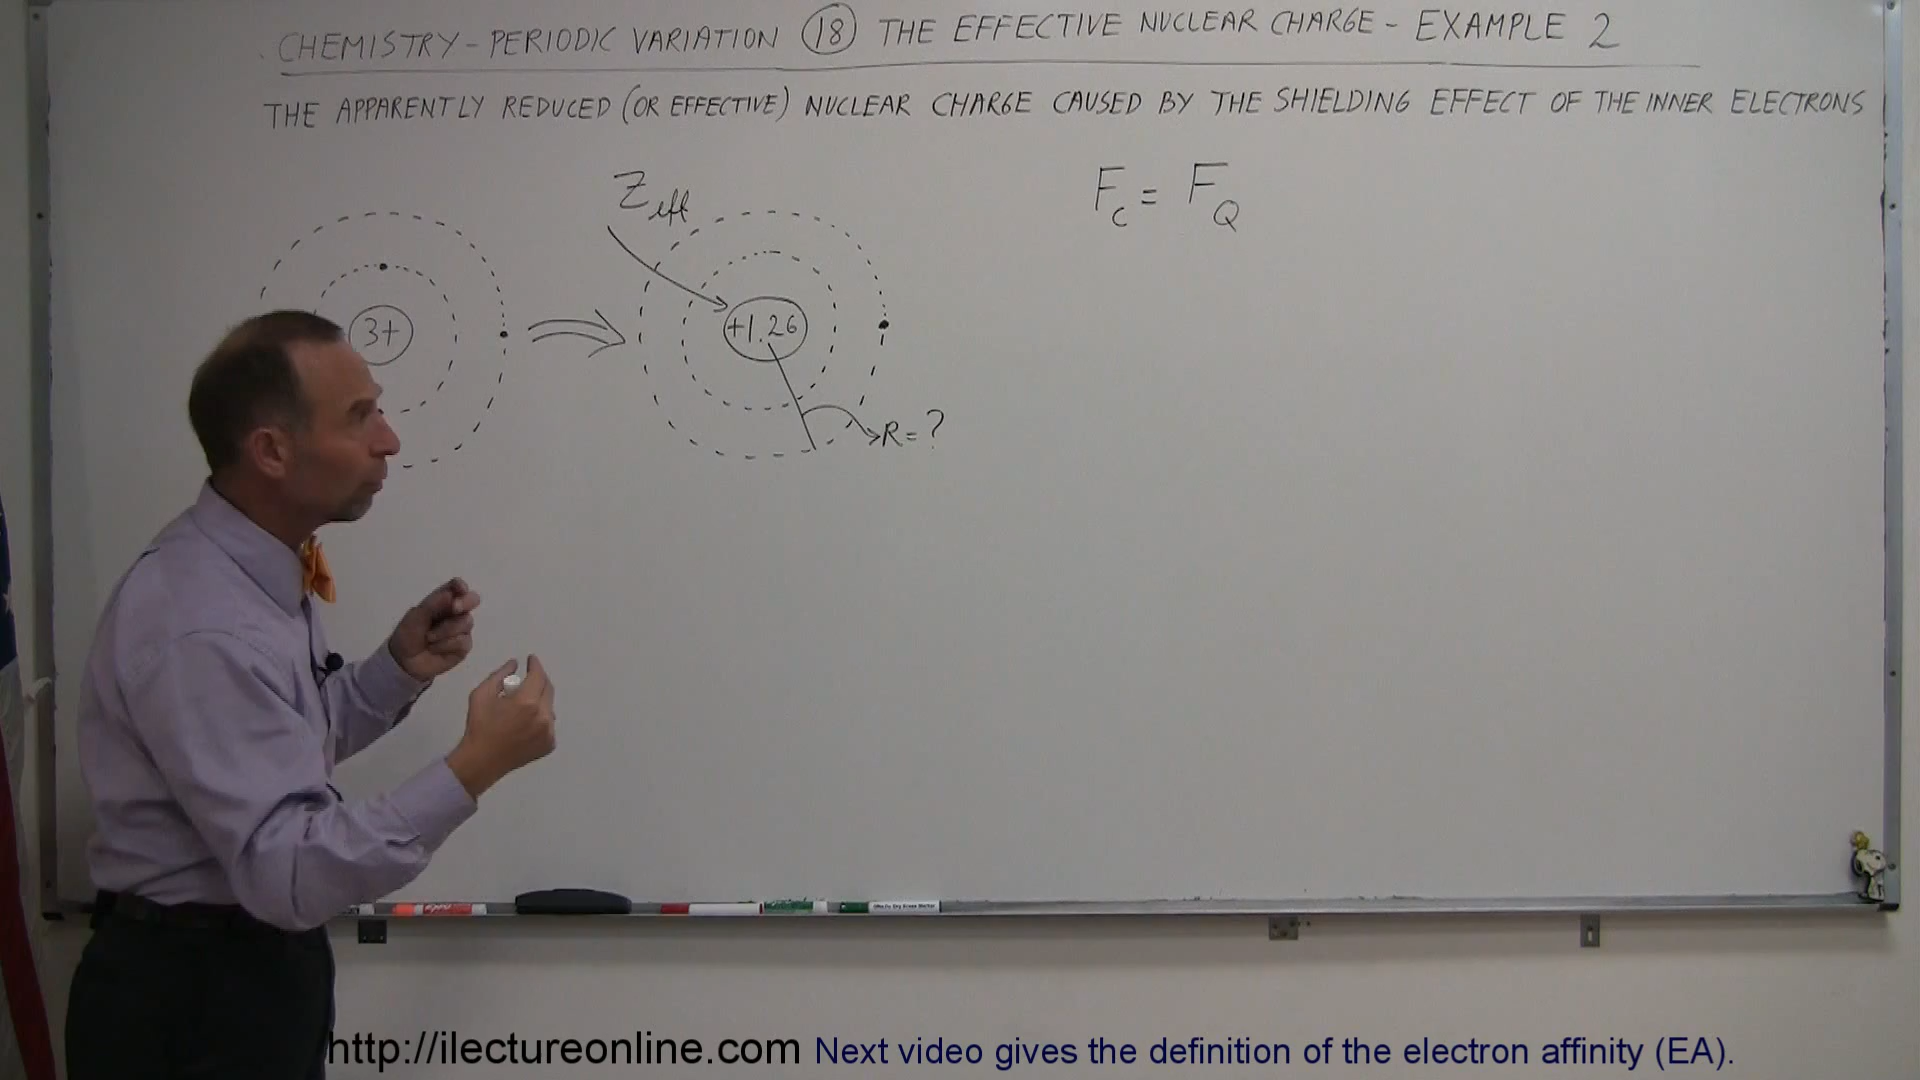 CHEMISTRY - PERIODIC VARIATION 18 THE EFFECTIVE NUCLEAR CHARGE - EXAMPLE 2
THE APPARENTLY REDUCED (OR EFFECTIVE) NUCLEAR CHARGE CAUSED BY THE SHIELDING EFFECT OF THE INNER ELECTRONS
Zeff
Fc = FQ
3+
+1.26
R = ?
http://ilectureonline.com Next video gives the definition of the electron affinity (EA).